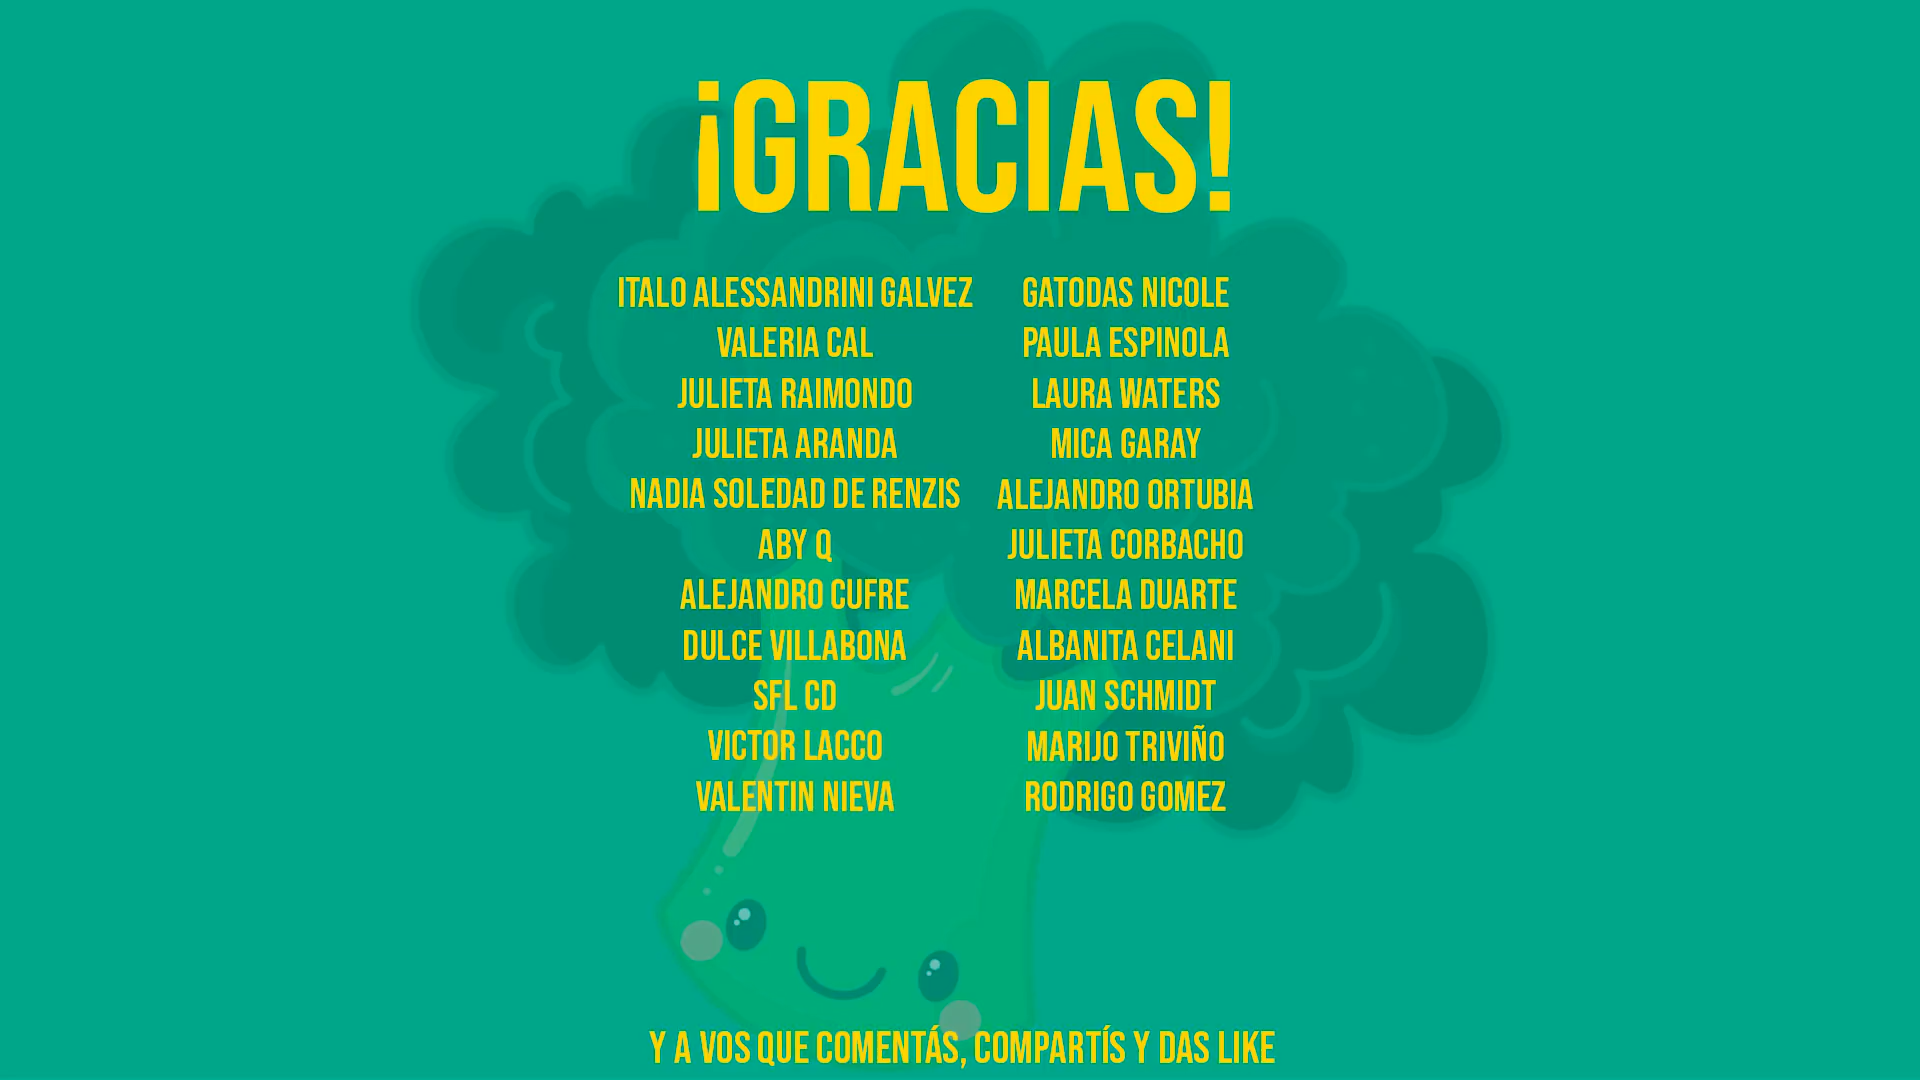 ¡GRACIAS!
ITALO ALESSANDRINI GALVEZ
VALERIA CAL
JULIETA RAIMONDO
JULIETA ARANDA
NADIA SOLEDAD DE RENZIS
ABY Q
ALEJANDRO CUFRE
DULCE VILLABONA
SFL CD
VICTOR LACCO
VALENTIN NIEVA
GATODAS NICOLE
PAULA ESPINOLA
LAURA WATERS
MICA GARAY
ALEJANDRO ORTUBIA
JULIETA CORBACHO
MARCELA DUARTE
ALBANITA CELANI
JUAN SCHMIDT
MARIJO TRIVIÑO
RODRIGO GOMEZ
Y A VOS QUE COMENTÁS, COMPARTÍS Y DAS LIKE